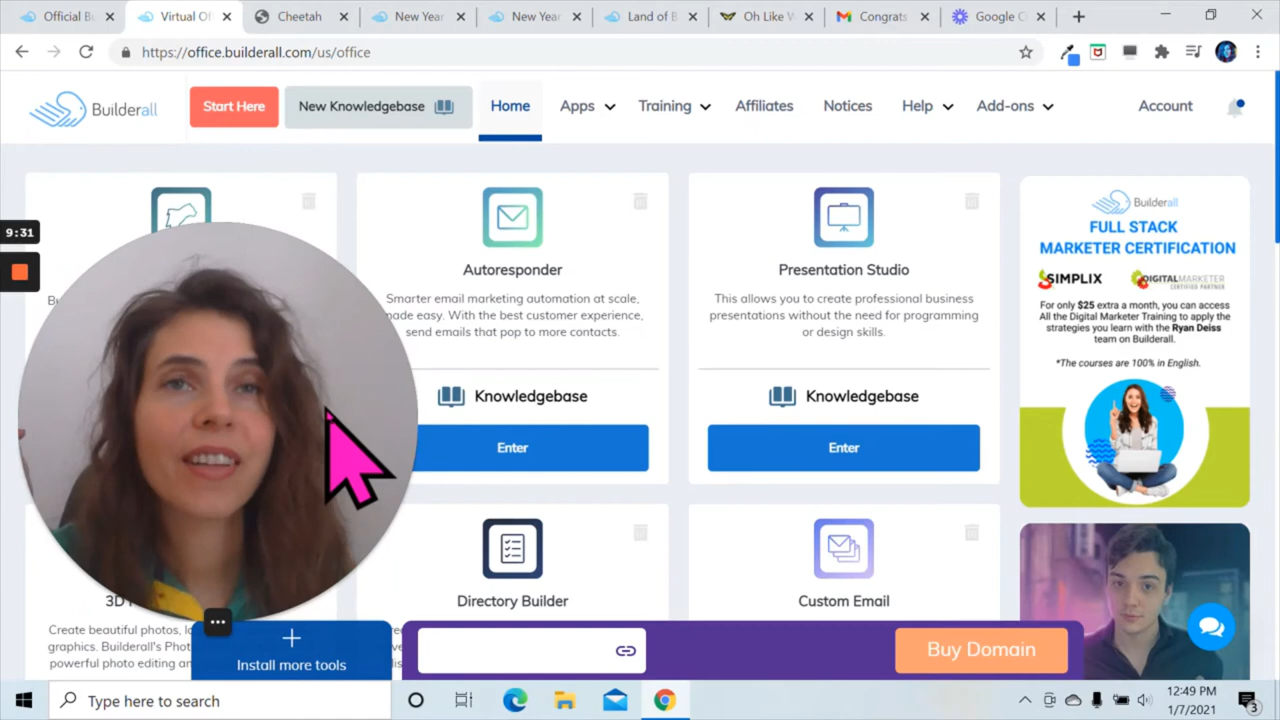 Official Bu
Virtual Of
Cheetah
New Year
New Year
Land of B
Oh Like W
Congrats
Google C
https://office.builderall.com/us/office
Builderall
Start Here
New Knowledgebase
Home
Apps
Training
Affiliates
Notices
Help
Add-ons
Account
9:31
Autoresponder
Smarter email marketing automation at scale,
made easy. With the best customer experience,
send emails that pop to more contacts.
Knowledgebase
Enter
Presentation Studio
This allows you to create professional business
presentations without the need for programming
or design skills.
Knowledgebase
Enter
Builderall
FULL STACK
MARKETER CERTIFICATION
SIMPLIX
DIGITALMARKETER
CERTIFIED PARTNER
For only $25 extra a month, you can access
All the Digital Marketer Training to apply the
strategies you learn with the Ryan Deiss
team on Builderall.
*The courses are 100% in English.
3D
Create beautiful photos, lo
graphics. Builderall's Phot
powerful photo editing an
Directory Builder
Custom Email
Install more tools
Buy Domain
Type here to search
12:49 PM
1/7/2021
3